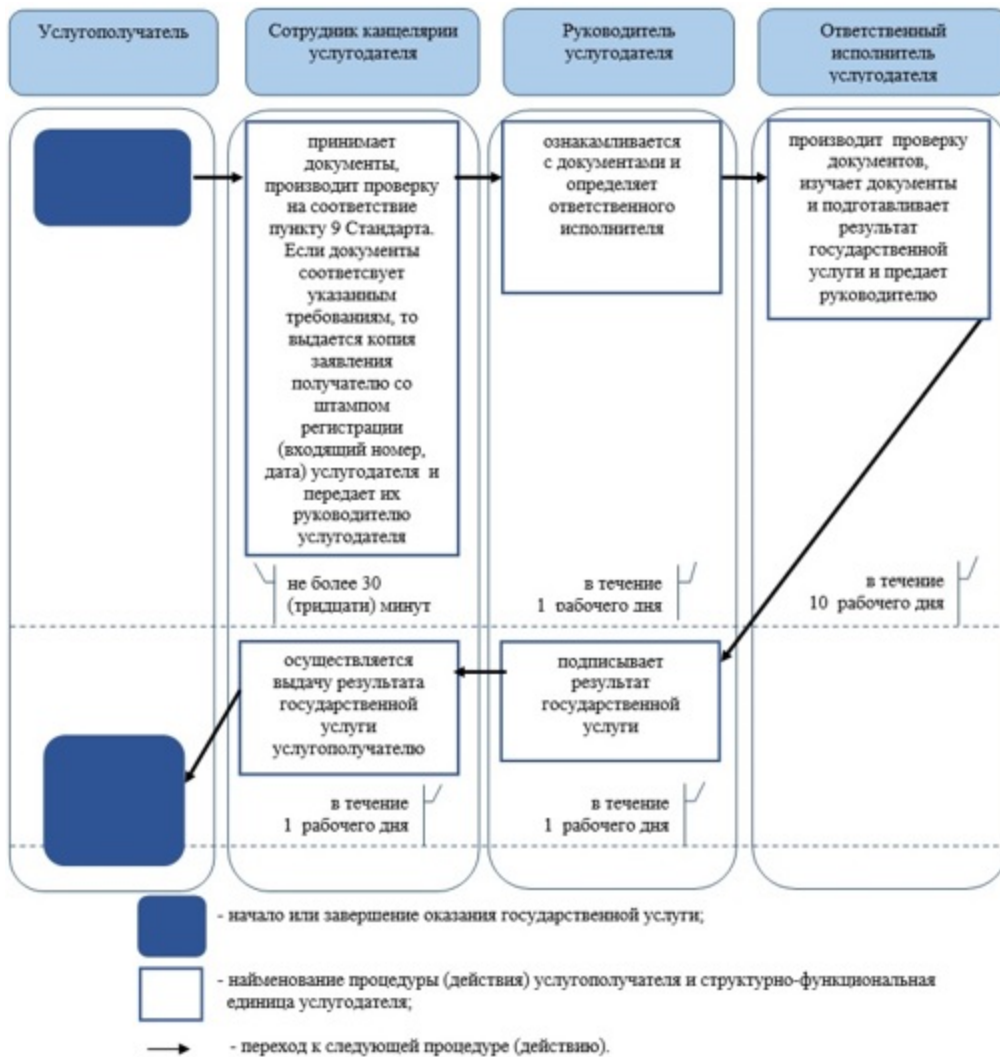 Услугополучатель
Сотрудник канцелярии
услугодателя
Руководитель
услугодателя
Ответственный
исполнитель
услугодателя
принимает
документы,
производит проверку
на соответствие
пункту 9 Стандарта.
Если документы
соответсвует
указанным
требованиям, то
выдается копия
заявления
получателю со
штампом
регистрации
(входящий номер,
дата) услугодателя и
передает их
руководителю
услугодателя
ознакамливается
с документами и
определяет
ответственного
исполнителя
производит проверку
документов,
изучает документы
и подготавливает
результат
государственной
услуги и предает
руководителю
не более 30
(тридцати) минут
в течение
1 рабочего дня
в течение
10 рабочего дня
осуществляется
выдачу результата
государственной
услуги
услугополучателю
подписывает
результат
государственной
услуги
в течение
1 рабочего дня
в течение
1 рабочего дня
- начало или завершение оказания государственной услуги;
- найменование процедуры (действия) услугополучателя и структурно-функциональная
единица услугодателя;
- переход к следующей процедуре (действию).